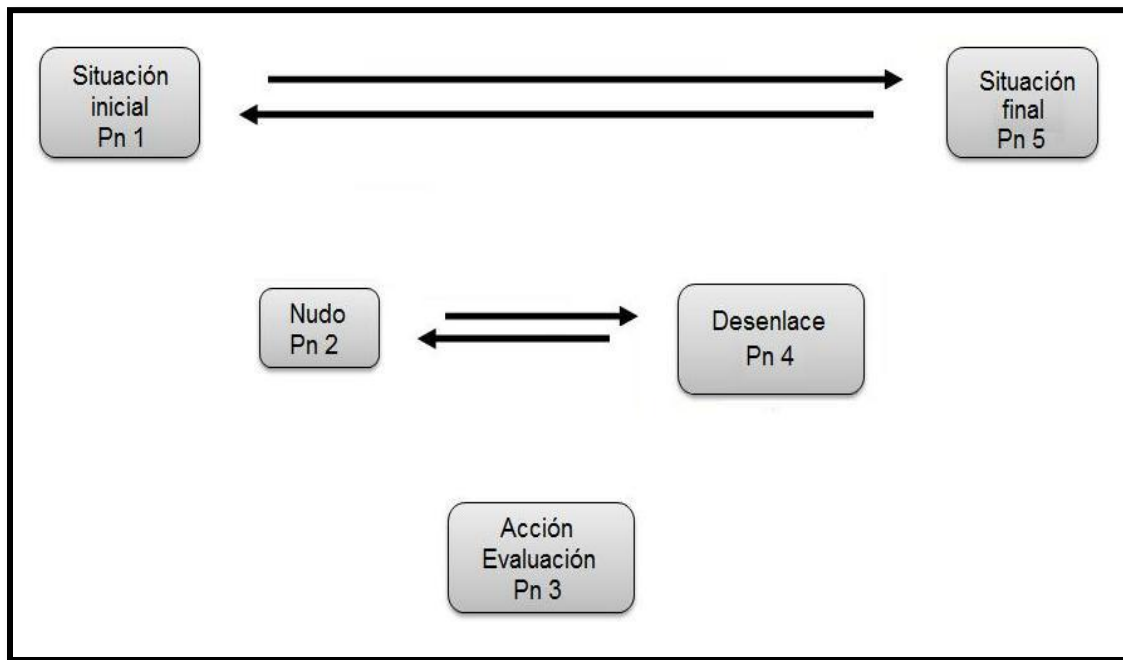 Situación
inicial
Pn 1
Situación
final
Pn 5
Nudo
Pn 2
Desenlace
Pn 4
Acción
Evaluación
Pn 3